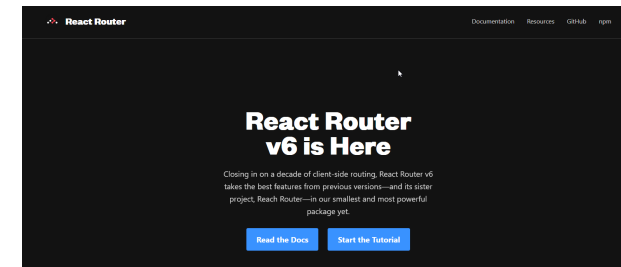 React Router
Documentation Resources GitHub npm
React Router
v6 is Here
Closing in on a decade of client-side routing, React Router v6
takes the best features from previous versions—and its sister
project, Reach Router—in our smallest and most powerful
package yet.
Read the Docs
Start the Tutorial